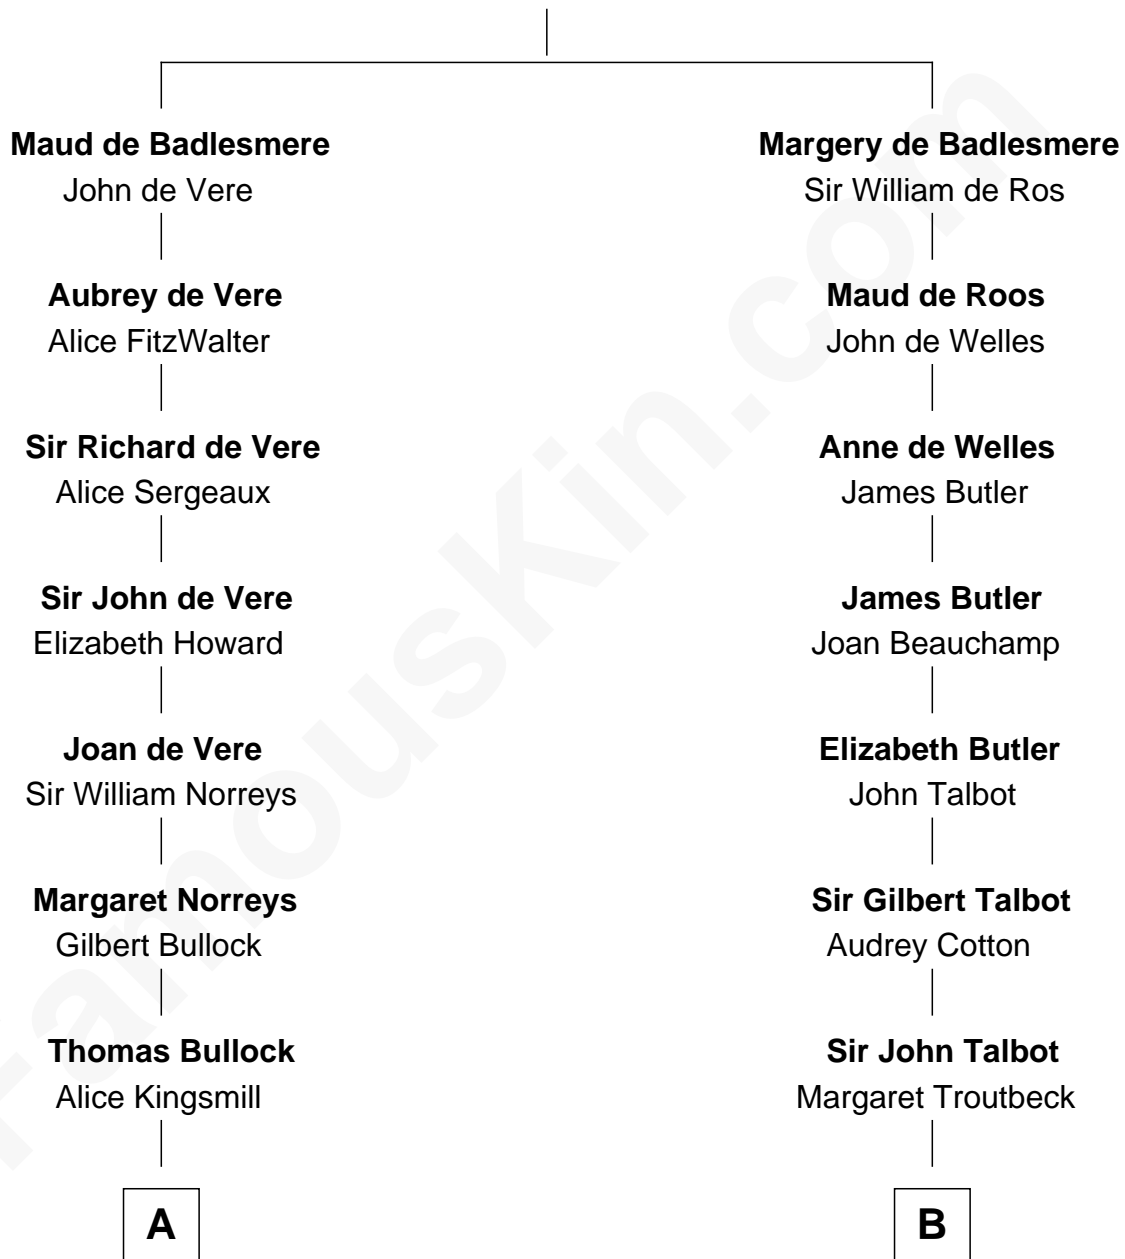 Maud de Badlesmere
John de Vere
Margery de Badlesmere
Sir William de Ros
Aubrey de Vere
Alice FitzWalter
Maud de Roos
John de Welles
Sir Richard de Vere
Alice Sergeaux
Anne de Welles
James Butler
Sir John de Vere
Elizabeth Howard
James Butler
Joan Beauchamp
Joan de Vere
Sir William Norreys
Elizabeth Butler
John Talbot
Margaret Norreys
Gilbert Bullock
Sir Gilbert Talbot
Audrey Cotton
Thomas Bullock
Alice Kingsmill
Sir John Talbot
Margaret Troutbeck
A
B
FamousKin.com